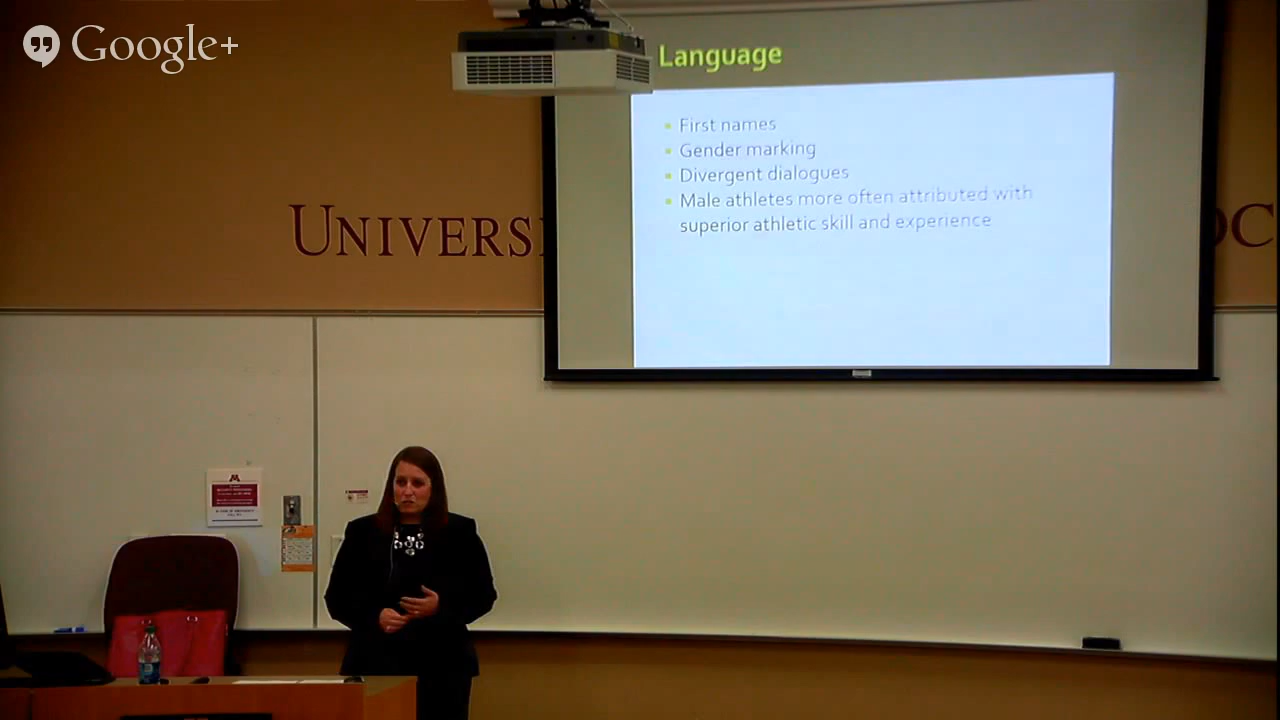 Google+
Language
First names
Gender marking
Divergent dialogues
Male athletes more often attributed with
superior athletic skill and experience
UNIVERSI
OC
M